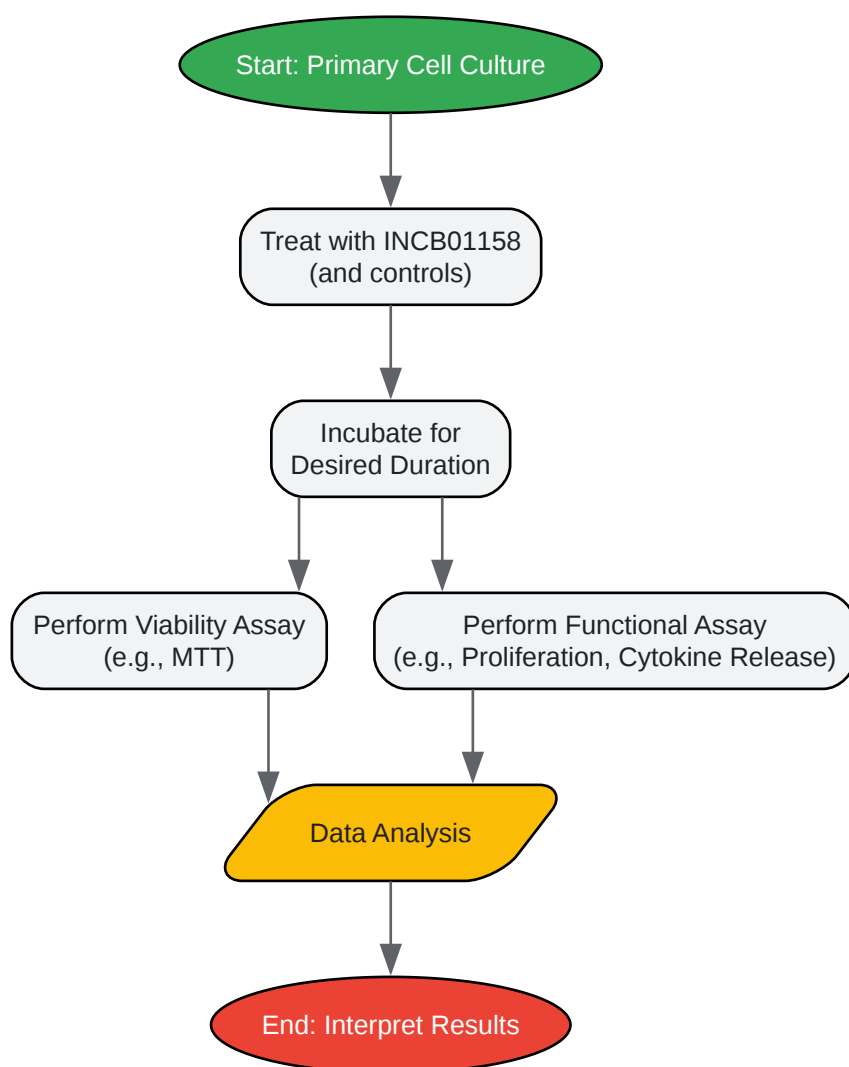 Start: Primary Cell Culture
Treat with INCB01158
(and controls)
Incubate for
Desired Duration
Perform Viability Assay
(e.g., MTT)
Perform Functional Assay
(e.g., Proliferation, Cytokine Release)
Data Analysis
End: Interpret Results